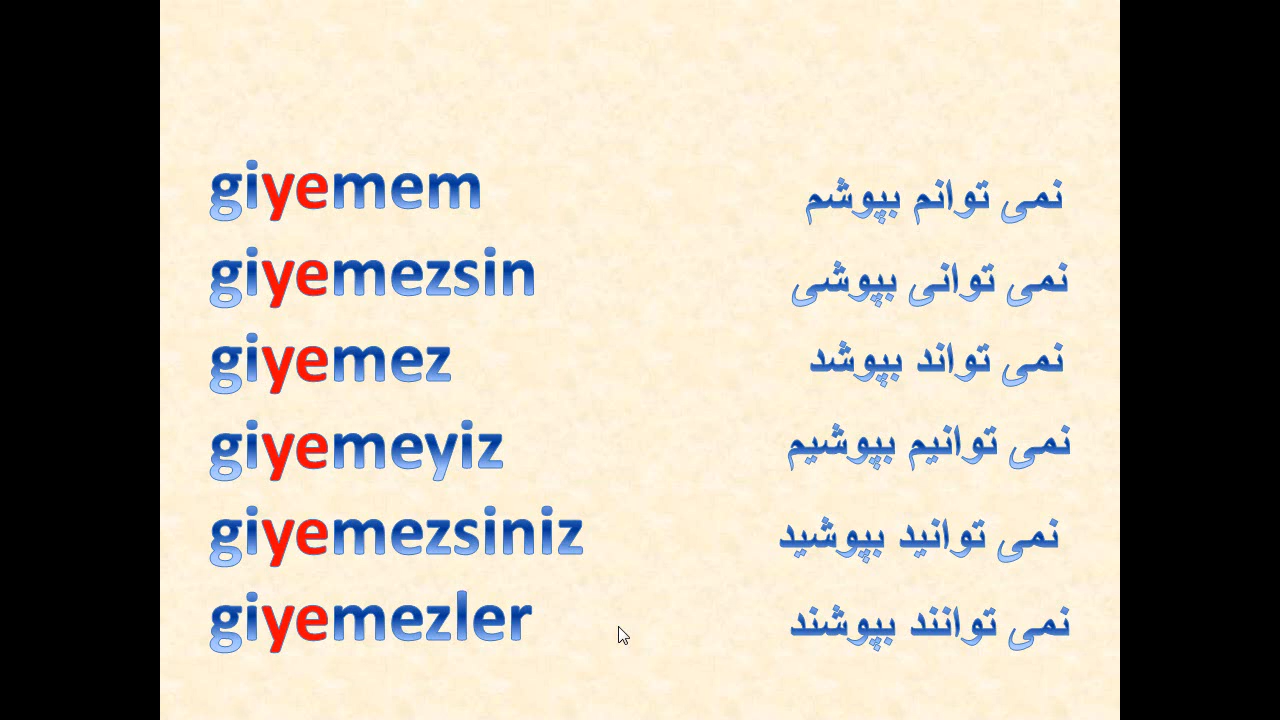 giyemem نمی توانم بپوشم
giyemezsin نمی توانی بپوشی
giyemez نمی تواند بپوشد
giyemeyiz نمی توانیم بپوشیم
giyemezsiniz نمی توانید بپوشید
giyemezler نمی توانند بپوشند